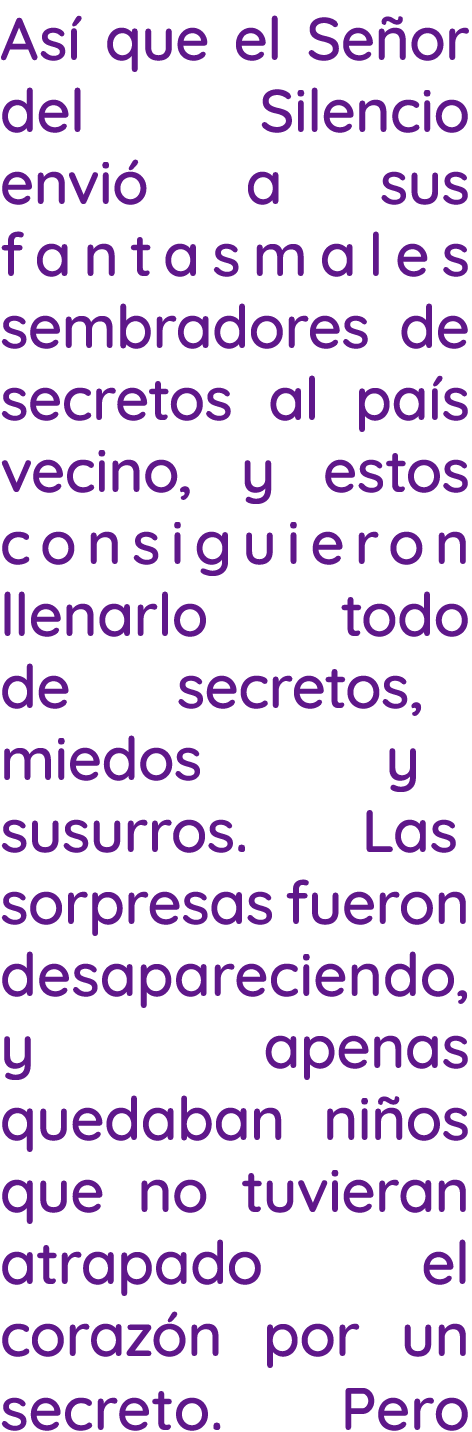 Así que el Señor
del Silencio
envió a sus
fantasmales
sembradores de
secretos al país
vecino, y estos
consiguieron
llenarlo todo
de secretos,
miedos y
susurros. Las
sorpresas fueron
desapareciendo,
y apenas
quedaban niños
que no tuvieran
atrapado el
corazón por un
secreto. Pero